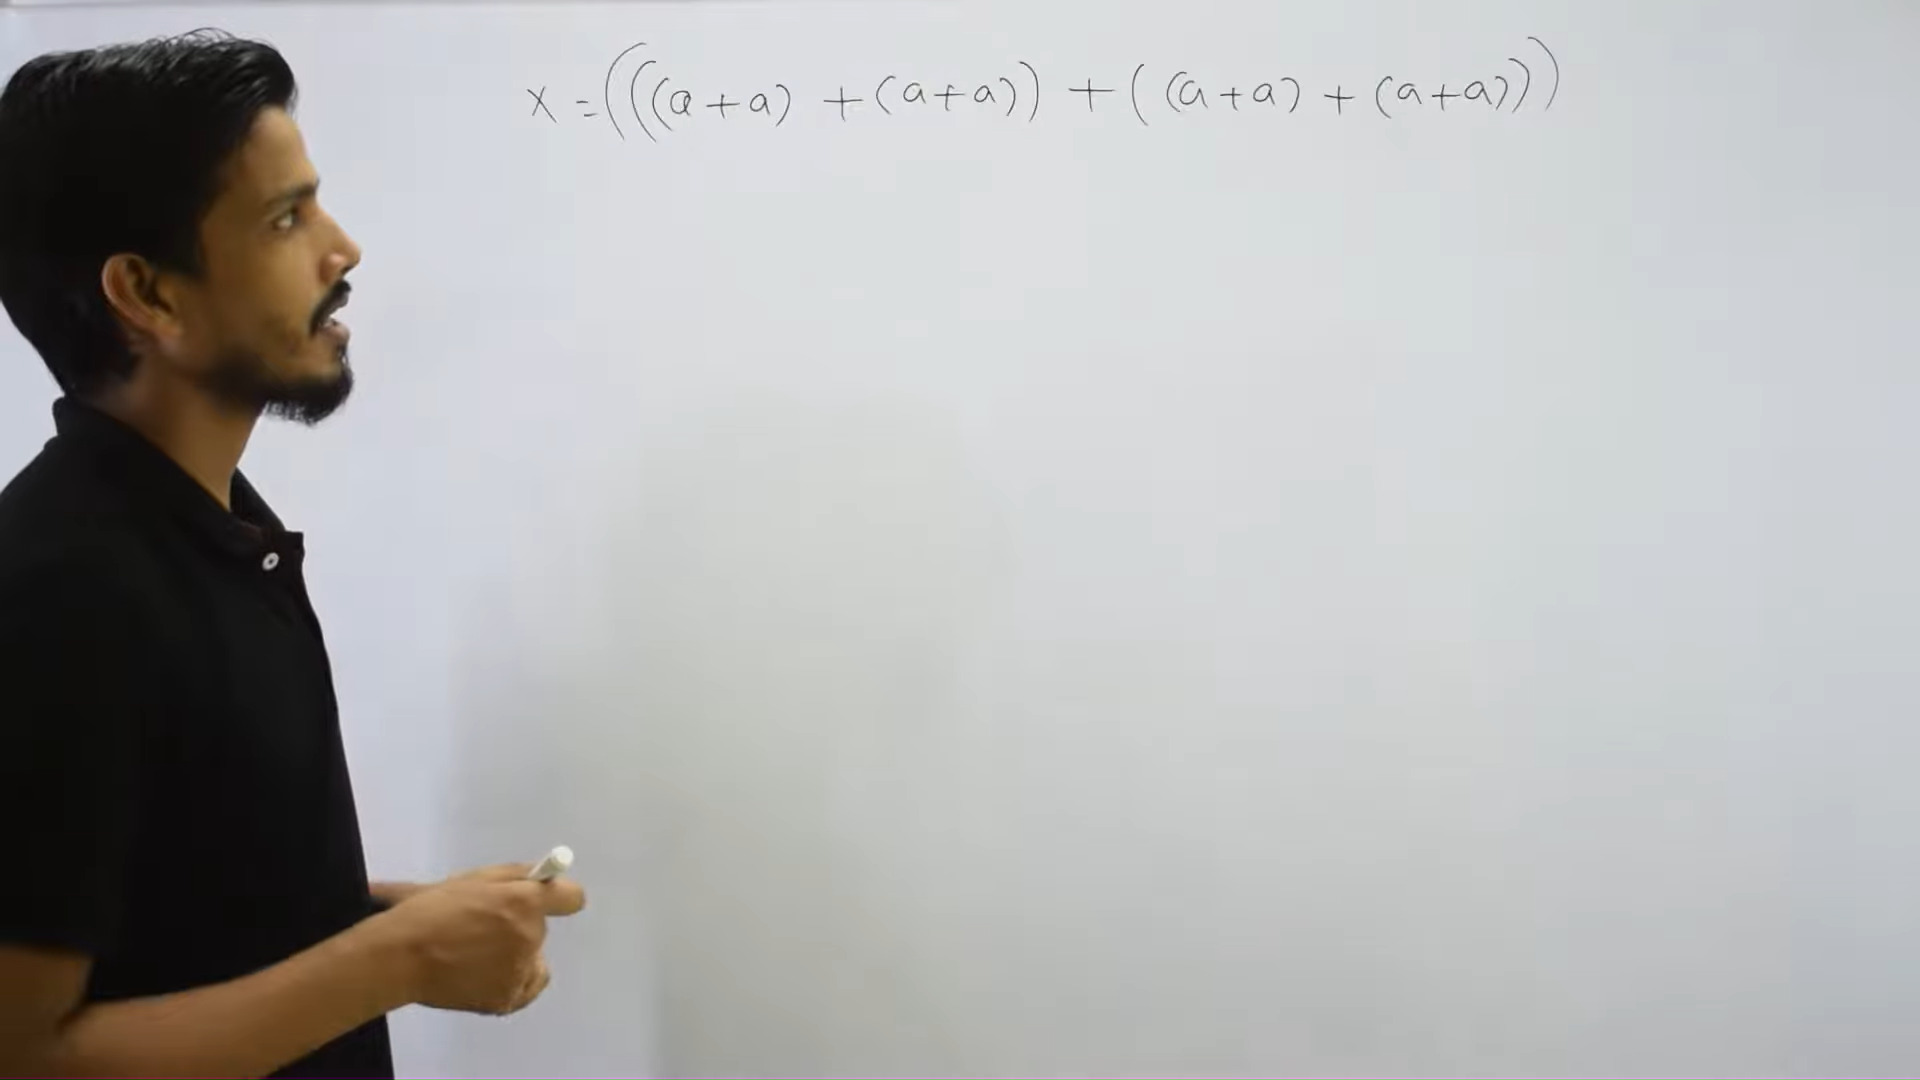 x = (((a+a) + (a+a)) + ((a+a) + (a+a)))